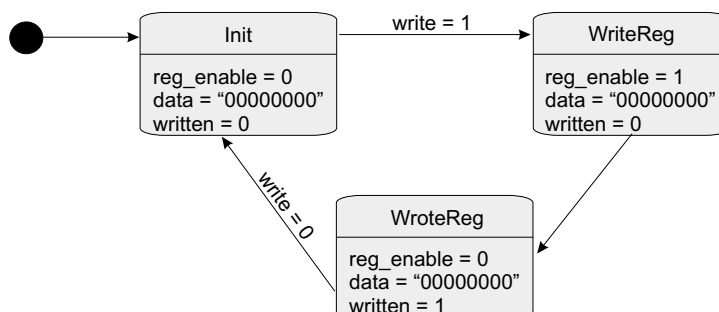 Init
reg_enable = 0
data = “00000000”
written = 0
write = 1
WriteReg
reg_enable = 1
data = “00000000”
written = 0
write = 0
WroteReg
reg_enable = 0
data = “00000000”
written = 1